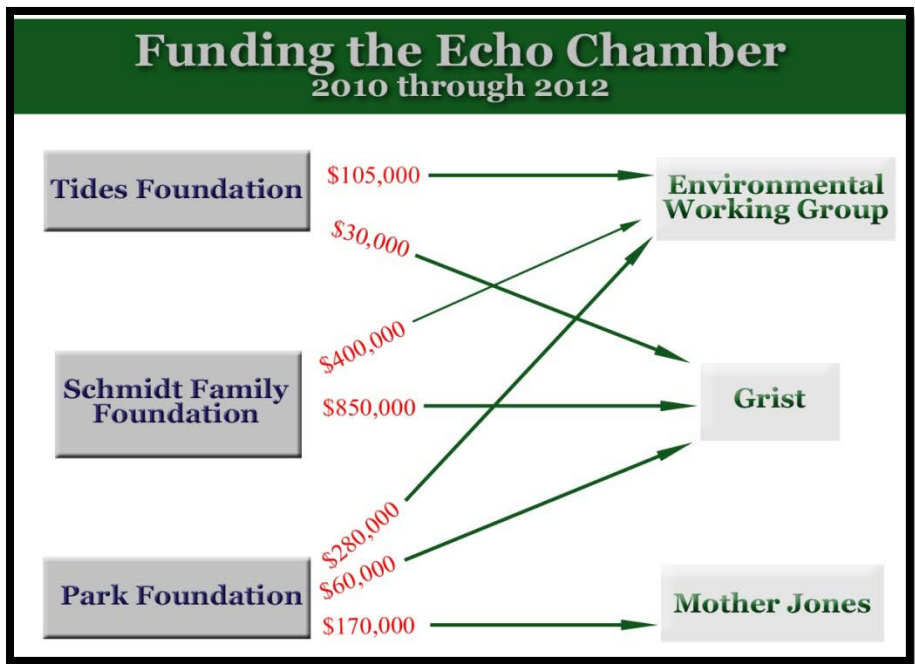 Funding the Echo Chamber
2010 through 2012
Tides Foundation
$105,000
$30,000
Environmental
Working Group
Schmidt Family
Foundation
$400,000
$850,000
Grist
Park Foundation
$280,000
$60,000
$170,000
Mother Jones